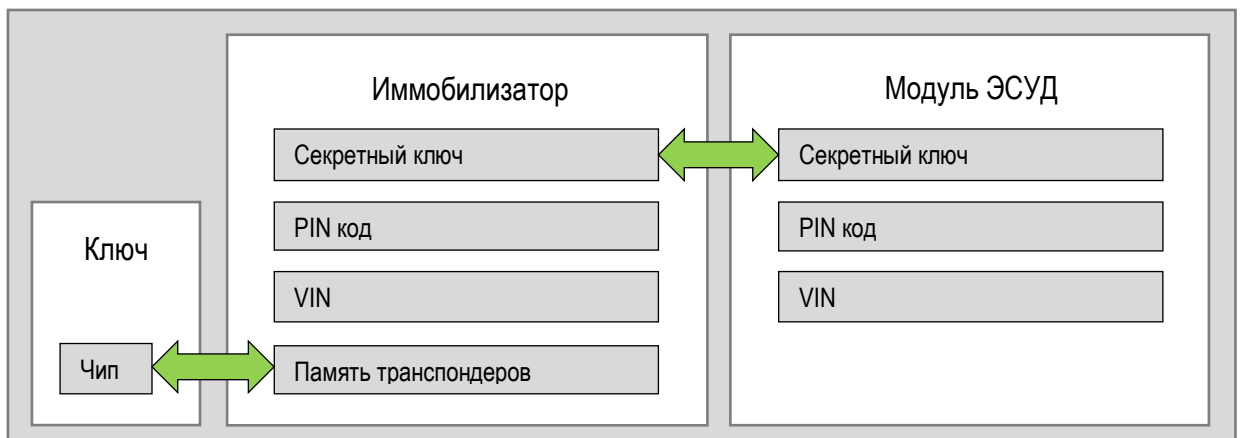 Ключ
Чип
Иммобилизатор
Секретный ключ
PIN код
VIN
Память транспондеров
Модуль ЭСУД
Секретный ключ
PIN код
VIN